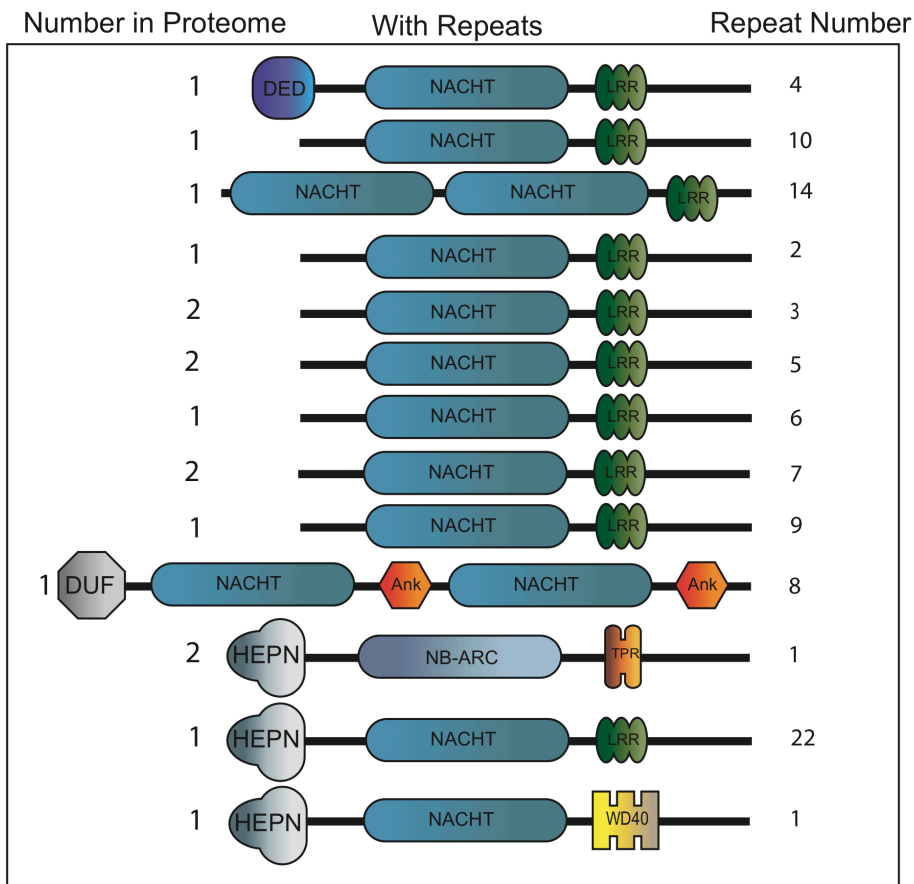 Number in Proteome With Repeats Repeat Number
1 DED NACHT LRR 4
1 NACHT LRR 10
1 NACHT NACHT LRR 14
1 NACHT LRR 2
2 NACHT LRR 3
2 NACHT LRR 5
1 NACHT LRR 6
2 NACHT LRR 7
1 NACHT LRR 9
1 DUF NACHT Ank NACHT Ank 8
2 HEPN NB-ARC TPR 1
1 HEPN NACHT LRR 22
1 HEPN NACHT WD40 1